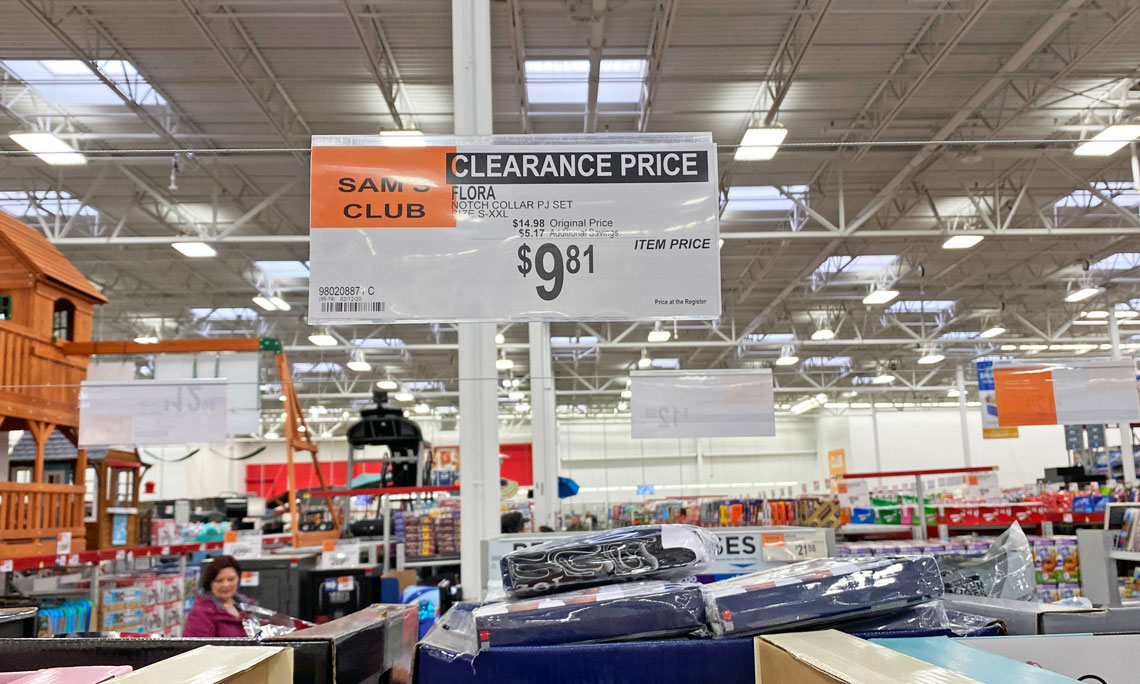 SAM'S
CLUB
CLEARANCE PRICE
FLORA
NOTCH COLLAR PJ SET
SIZE S-XXL
$14.98 Original Price
$5.17 Additional Savings
ITEM PRICE
$9 81
98020887 C
Price at the Register